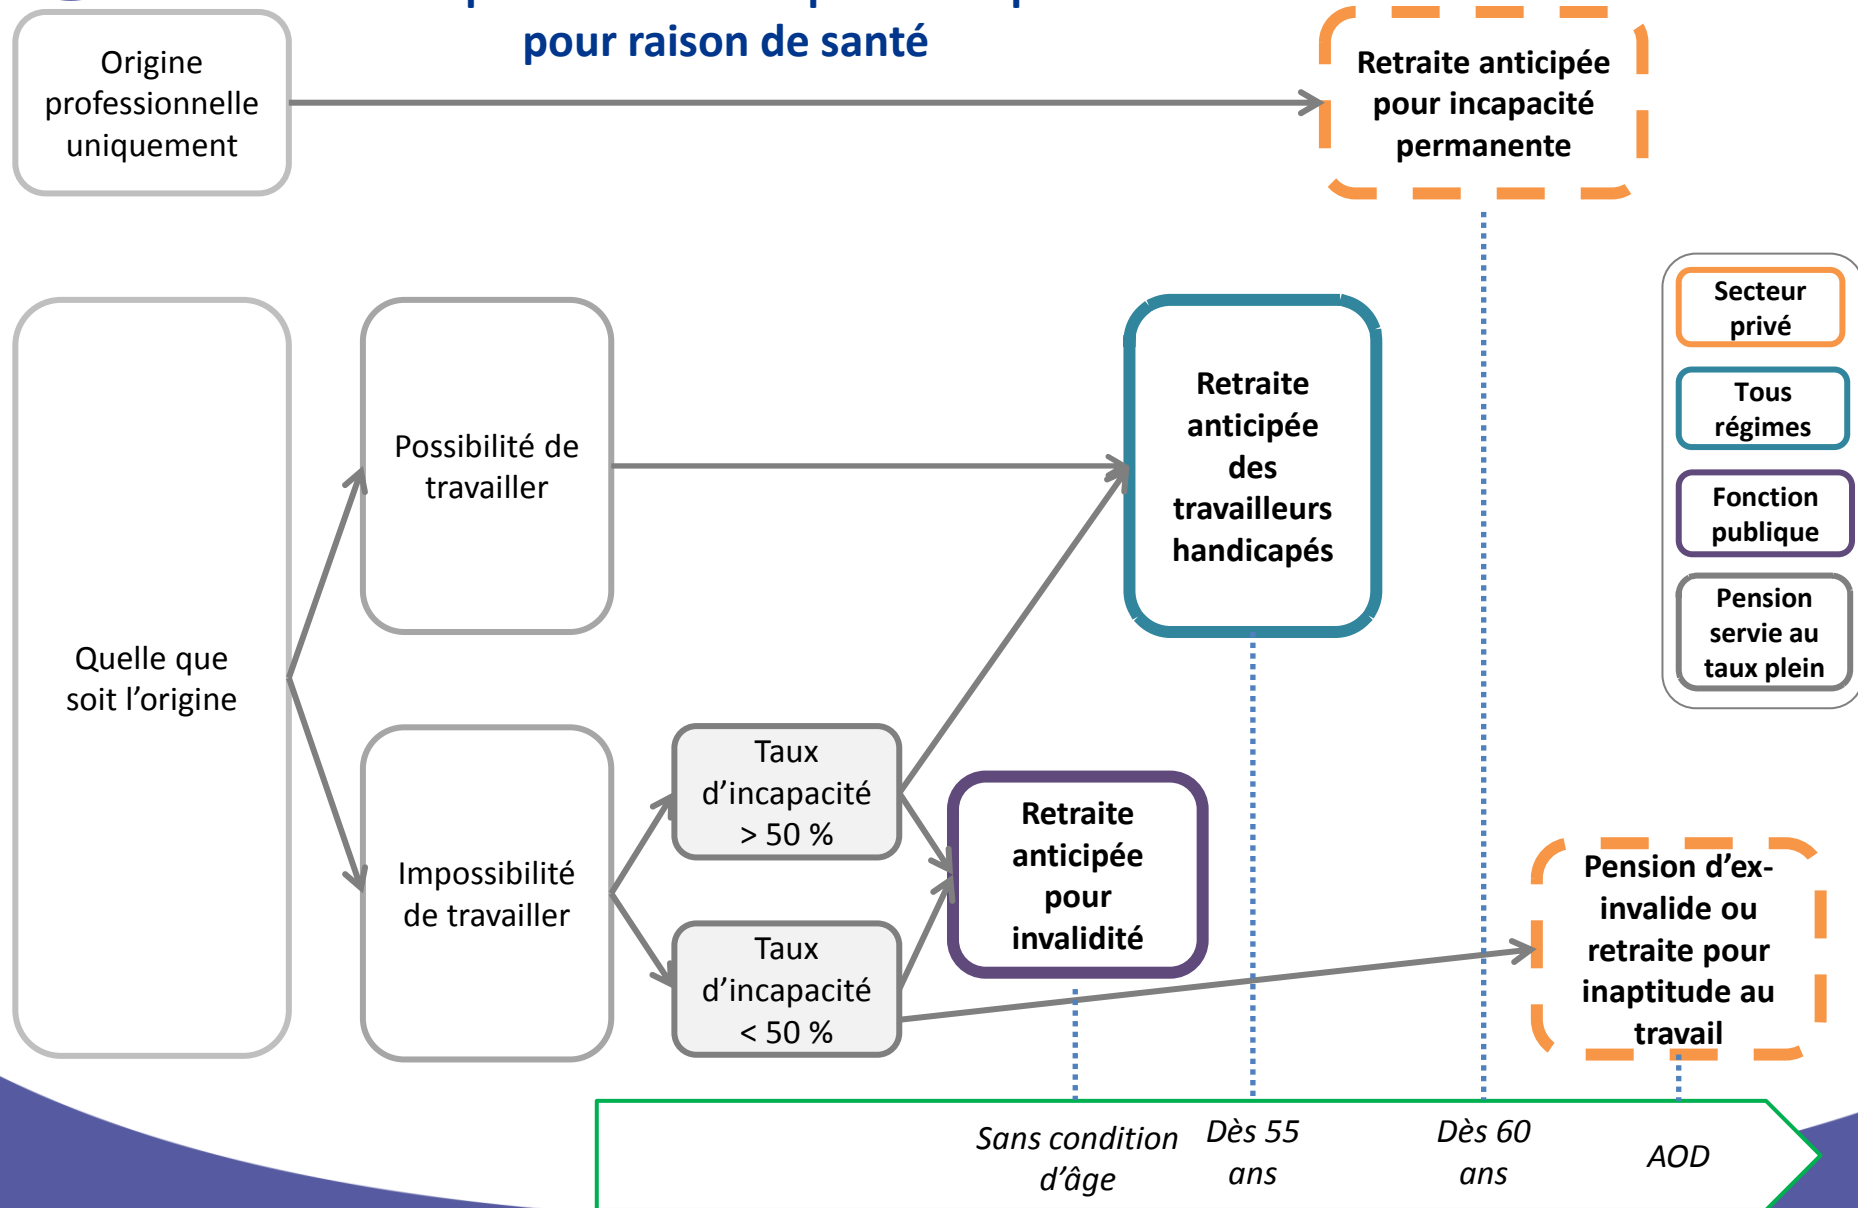 pour raison de santé
Origine
professionnelle
uniquement
Retraite anticipée
pour incapacité
permanente
Secteur
privé
Tous
régimes
Fonction
publique
Pension
servie au
taux plein
Quelle que
soit l’origine
Possibilité de
travailler
Retraite
anticipée
des
travailleurs
handicapés
Impossibilité
de travailler
Taux
d’incapacité
> 50 %
Taux
d’incapacité
< 50 %
Retraite
anticipée
pour
invalidité
Pension d’ex-
invalide ou
retraite pour
inaptitude au
travail
Sans condition
d’âge
Dès 55
ans
Dès 60
ans
AOD